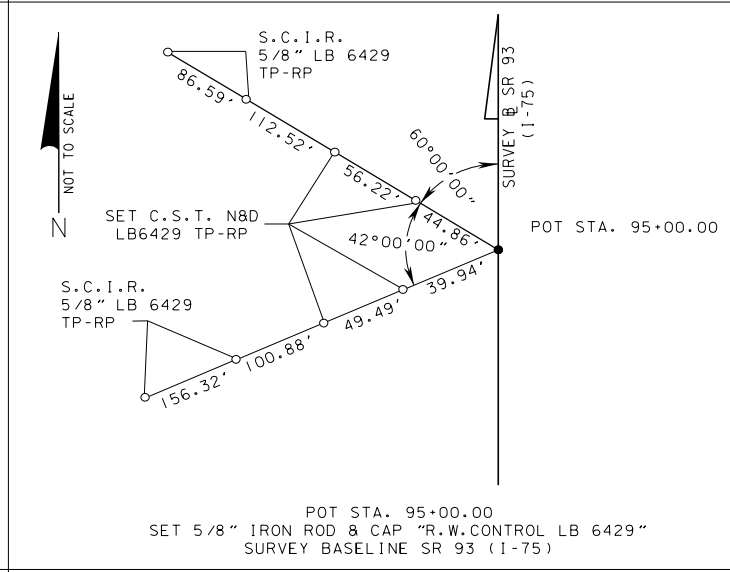 S.C.I.R.
5/8" LB 6429
TP-RP
86.59'
112.52'
NOT TO SCALE
N
SURVEY B SR 93
(I-75)
60°00'00"
56.22'
44.86'
SET C.S.T. N&D
LB6429 TP-RP
42°00'00"
POT STA. 95+00.00
39.94'
49.49'
100.88'
156.32'
S.C.I.R.
5/8" LB 6429
TP-RP
POT STA. 95+00.00
SET 5/8" IRON ROD & CAP "R.W.CONTROL LB 6429"
SURVEY BASELINE SR 93 (I-75)